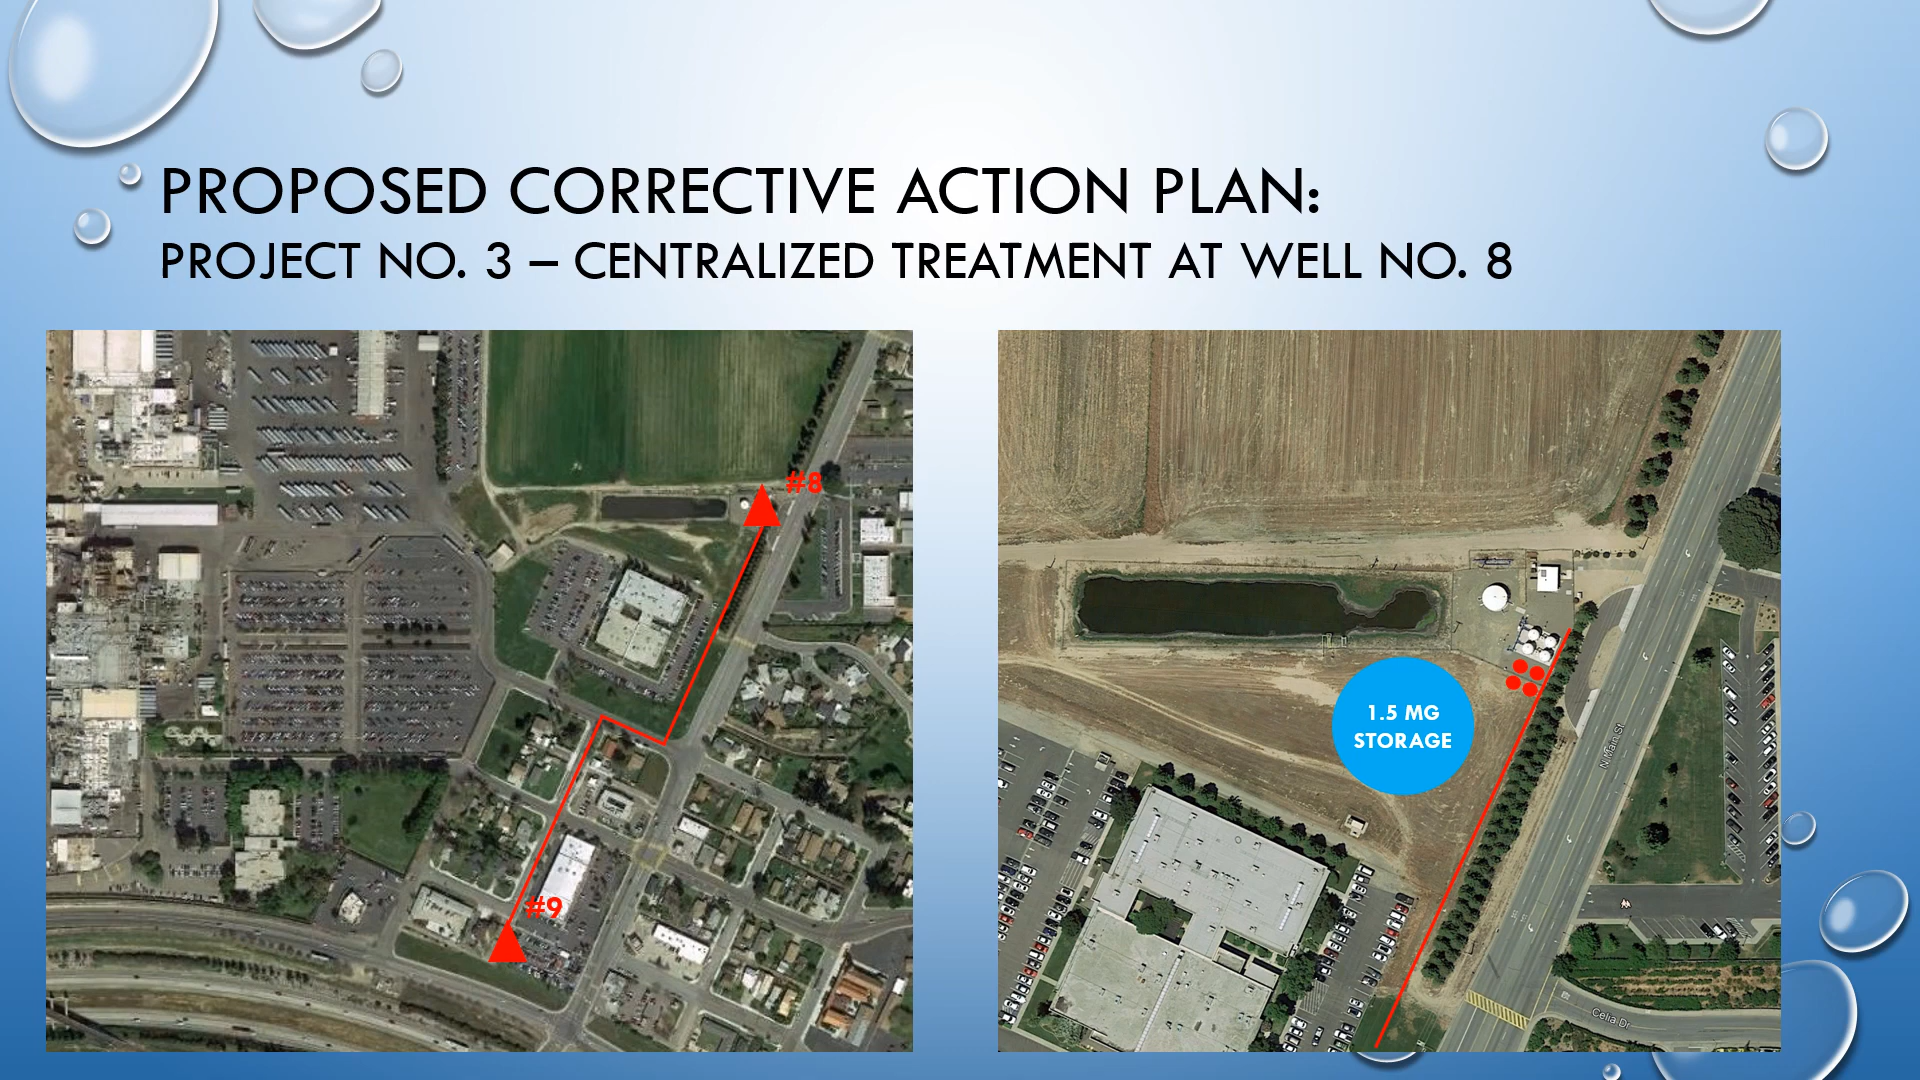 PROPOSED CORRECTIVE ACTION PLAN:
PROJECT NO. 3 – CENTRALIZED TREATMENT AT WELL NO. 8
#8
#9
1.5 MG
STORAGE
N Main St
Celia Dr